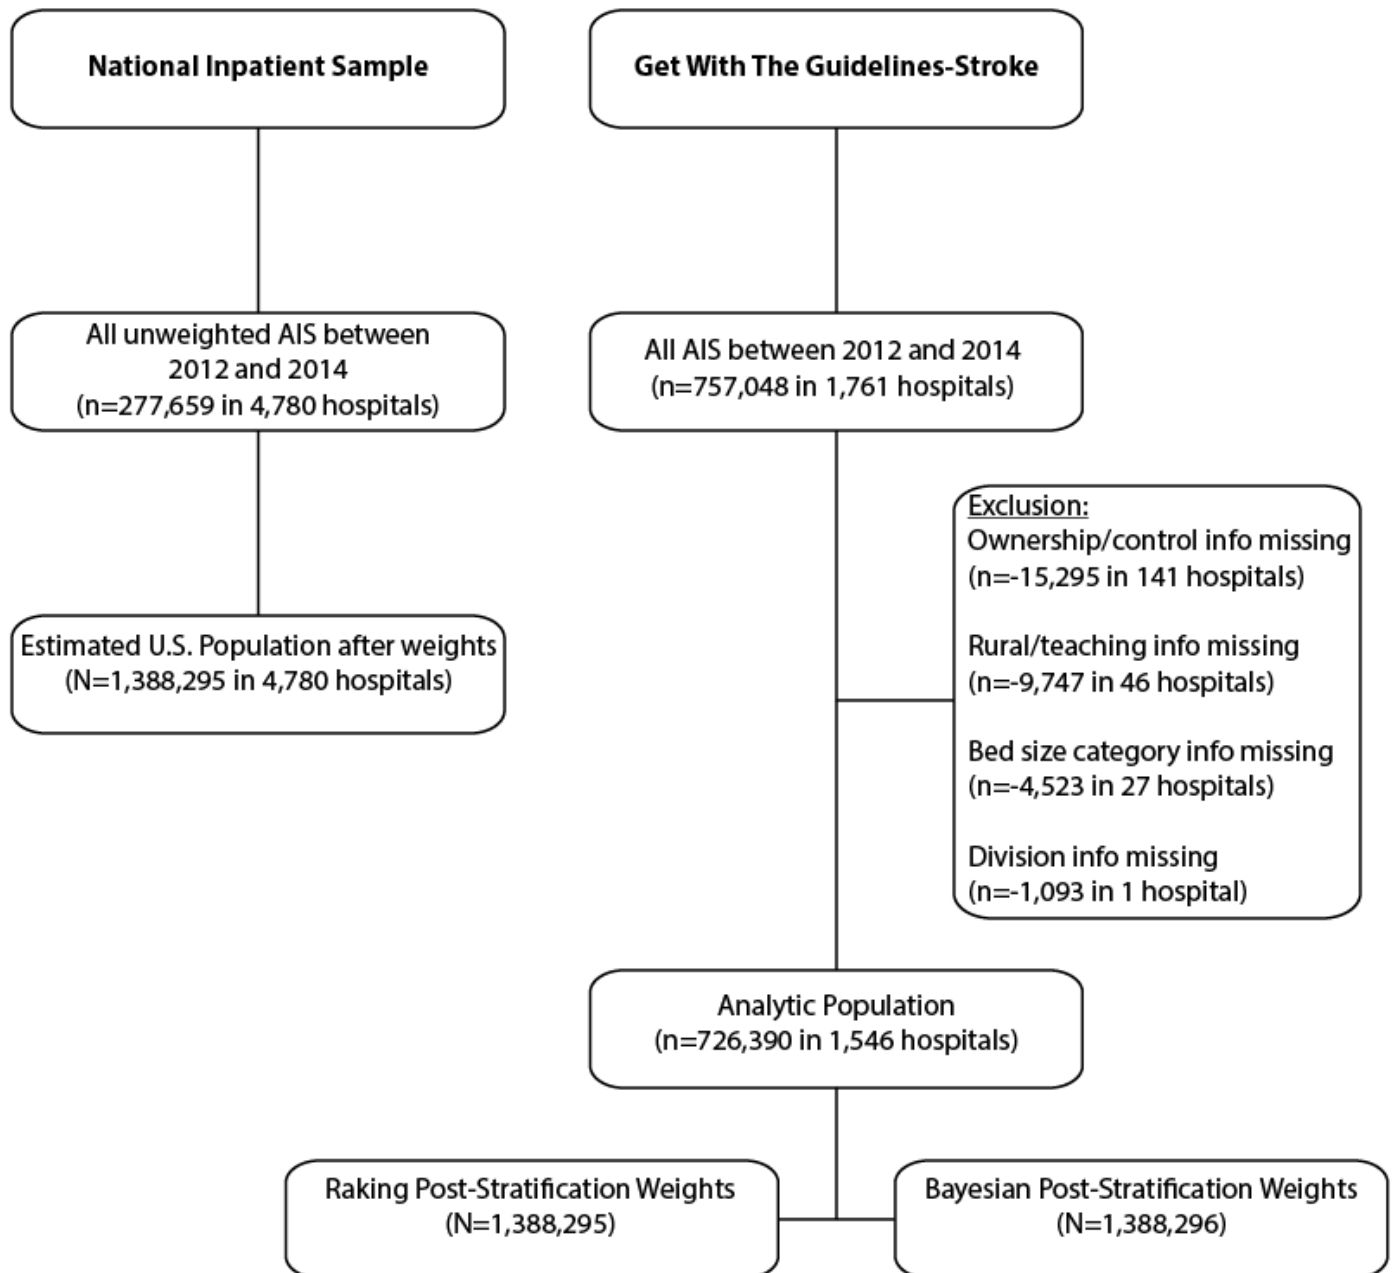 National Inpatient Sample
Get With The Guidelines-Stroke
All unweighted AIS between
2012 and 2014
(n=277,659 in 4,780 hospitals)
All AIS between 2012 and 2014
(n=757,048 in 1,761 hospitals)
Exclusion:
Ownership/control info missing
(n=-15,295 in 141 hospitals)
Rural/teaching info missing
(n=-9,747 in 46 hospitals)
Bed size category info missing
(n=-4,523 in 27 hospitals)
Division info missing
(n=-1,093 in 1 hospital)
Estimated U.S. Population after weights
(N=1,388,295 in 4,780 hospitals)
Analytic Population
(n=726,390 in 1,546 hospitals)
Raking Post-Stratification Weights
(N=1,388,295)
Bayesian Post-Stratification Weights
(N=1,388,296)